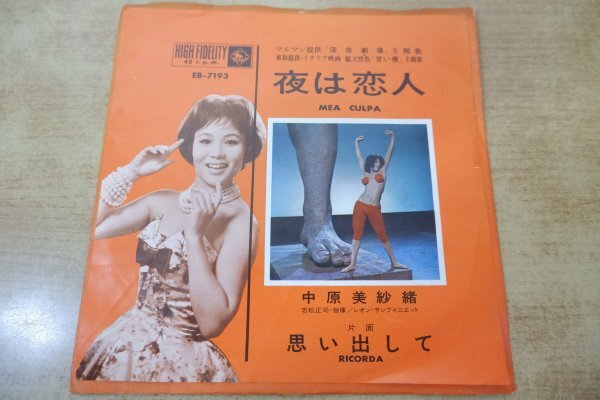 HIGH FIDELITY
45 r.p.m.
EB-7193
マルマン提供「深夜劇場」主題歌
東和提供・イタリア映画 総天然色「甘い夜」主題歌
夜は恋人
MEA CULPA
中原美紗緒
若松正司・指揮/レオン・サンフォニエット
片面
思い出して
RICORDA